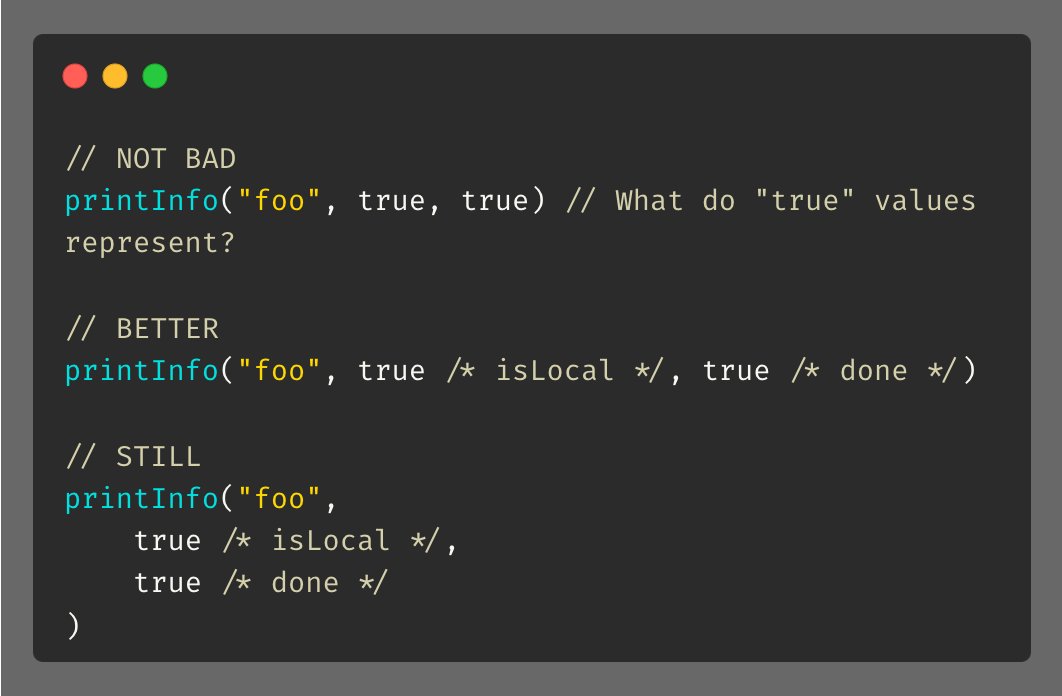 // NOT BAD
printInfo("foo", true, true) // What do "true" values
represent?
// BETTER
printInfo("foo", true /* isLocal */, true /* done */)
// STILL
printInfo("foo",
    true /* isLocal */,
    true /* done */
)